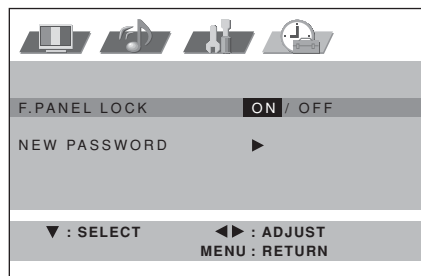 F.PANEL LOCK ON / OFF
NEW PASSWORD ▶
▼ : SELECT ◀▶ : ADJUST
MENU : RETURN